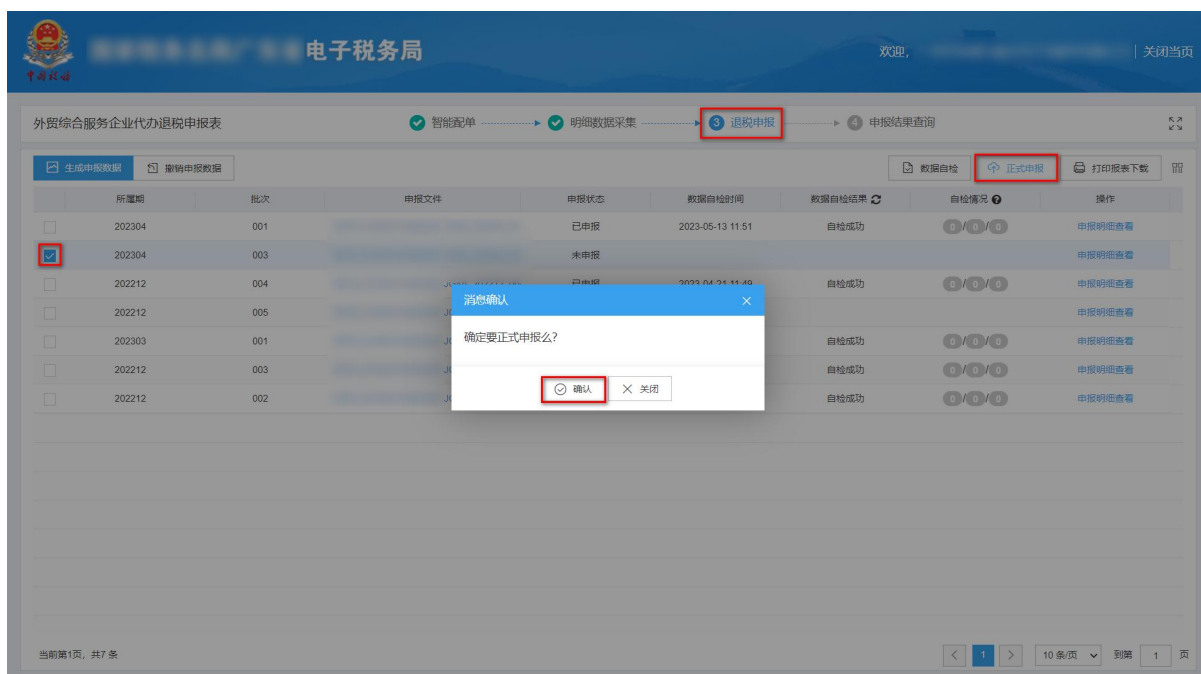 电子税务局
欢迎,
关闭当页
中国税务
外贸综合服务企业代办退税申报表
智能配单
明细数据采集
3 退税申报
4 申报结果查询
生成申报数据 撤销申报数据 数据自检 正式申报 打印报表下载
所属期 批次 申报文件 申报状态 数据自检时间 数据自检结果 自检情况 操作
202304 001 已申报 2023-05-13 11:51 自检成功 0/0/0 申报明细查看
202304 003 未申报 申报明细查看
202212 004 已申报 2023-04-21 11:49 自检成功 0/0/0 申报明细查看
202212 005 申报明细查看
202303 001 自检成功 0/0/0 申报明细查看
202212 003 自检成功 0/0/0 申报明细查看
202212 002 自检成功 0/0/0 申报明细查看
消息确认
确定要正式申报么?
确认 关闭
当前第1页, 共7 条
1 10 条/页 到第 1 页